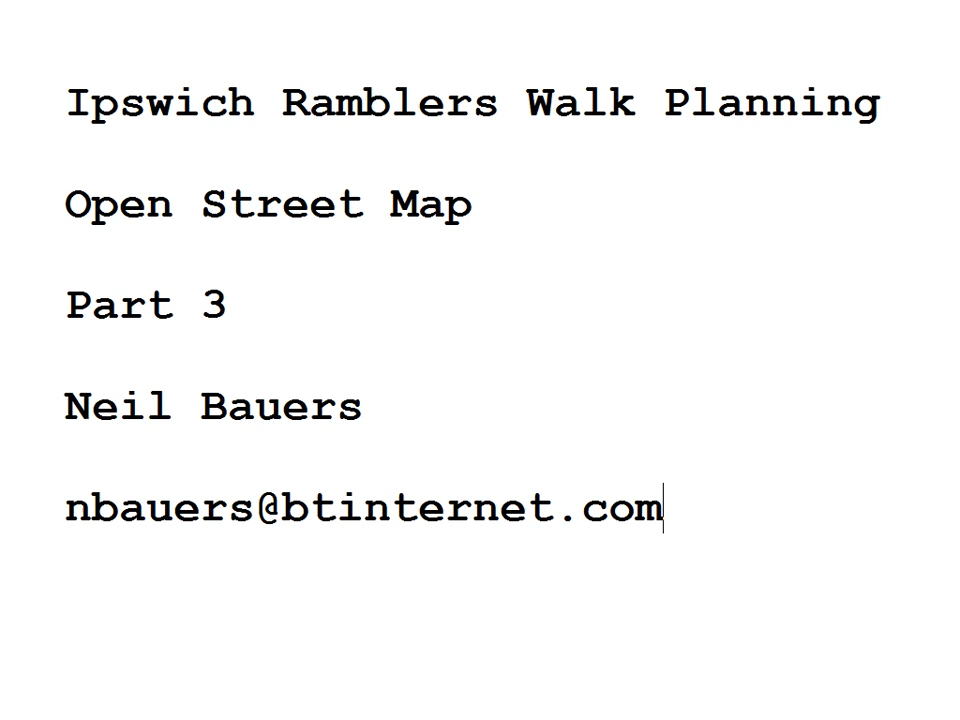 Ipswich Ramblers Walk Planning
Open Street Map
Part 3
Neil Bauers
nbauers@btinternet.com